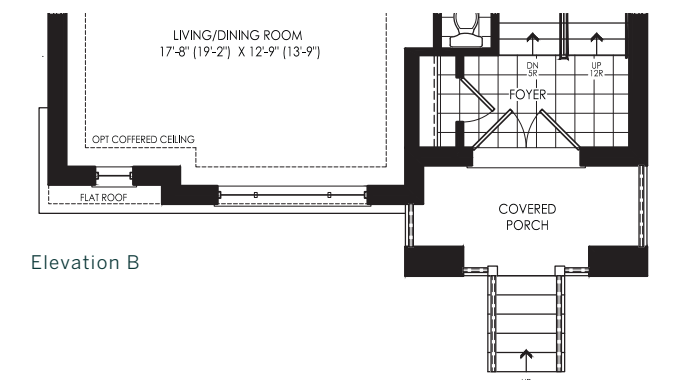 LIVING/DINING ROOM
17'-8" (19'-2") X 12'-9" (13'-9")
DN
5R
UP
12R
FOYER
OPT COFFERED CEILING
FLAT ROOF
COVERED
PORCH
Elevation B